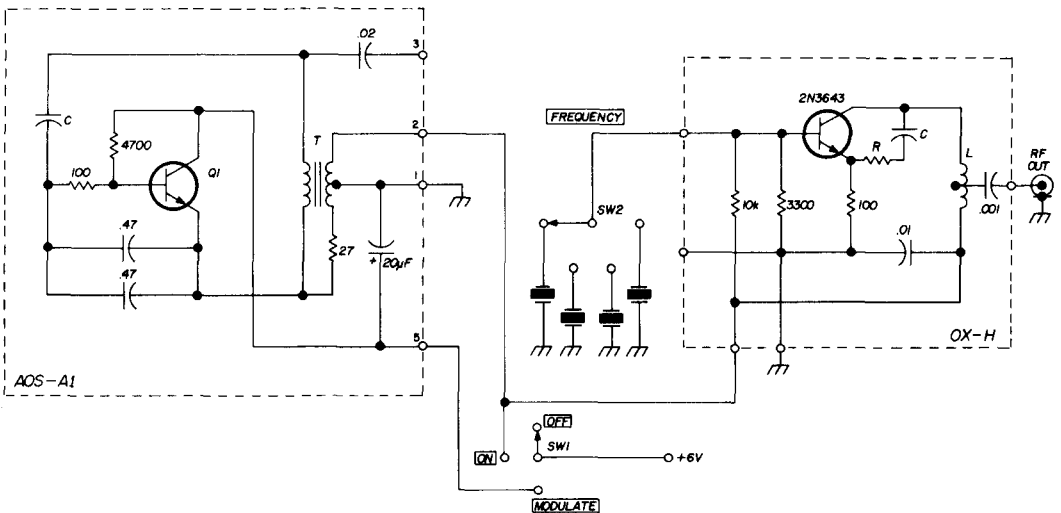 .02
3
C
4700
100
Q1
T
2
1
.47
.47
27
+ 20µF
5
AOS-A1
FREQUENCY
SW2
OFF
SW1
ON
+6V
MODULATE
2N3643
R
C
L
RF
OUT
10k
3300
100
.001
.01
OX-H